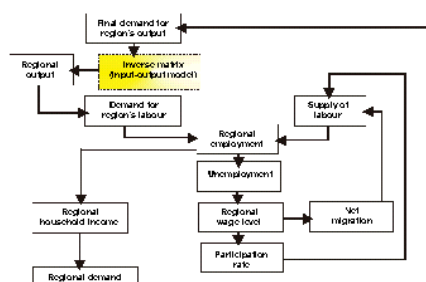 Final demand for
region's output
Regional
output
Inverse matrix
(Input-output model)
Demand for
region's labour
Supply of
labour
Regional
employment
Unemployment
Regional
household income
Regional
wage level
Net
migration
Participation
rate
Regional demand